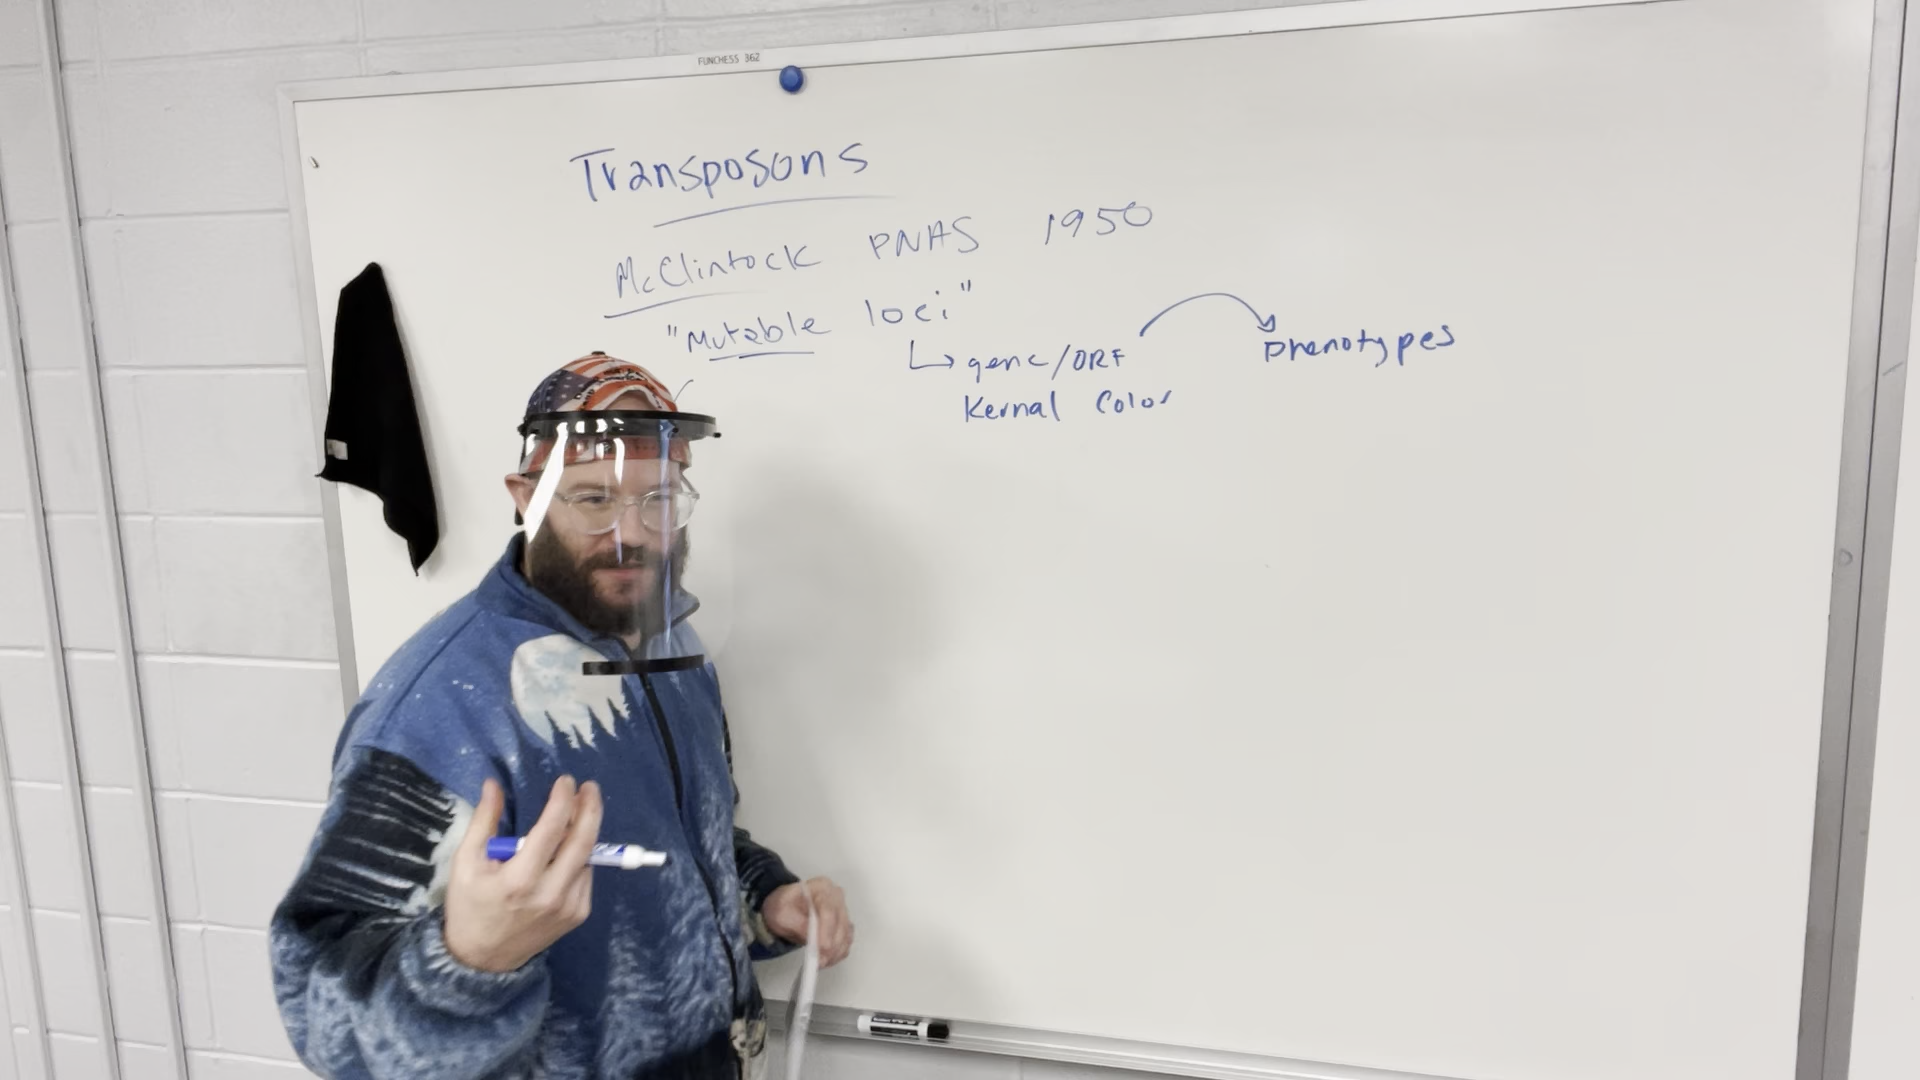 FUNCHESS 362
Transposons
McClintock PNAS 1950
"Mutable loci"
↳ gene/ORF
Phenotypes
Kernal Color